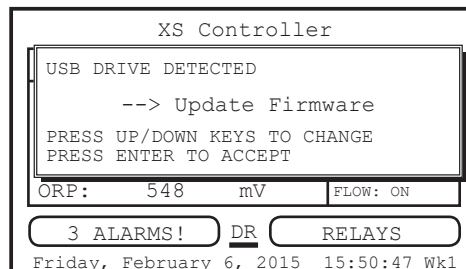 XS Controller
USB DRIVE DETECTED
--> Update Firmware
PRESS UP/DOWN KEYS TO CHANGE
PRESS ENTER TO ACCEPT
ORP: 548 mV FLOW: ON
3 ALARMS! DR RELAYS
Friday, February 6, 2015 15:50:47 Wk1